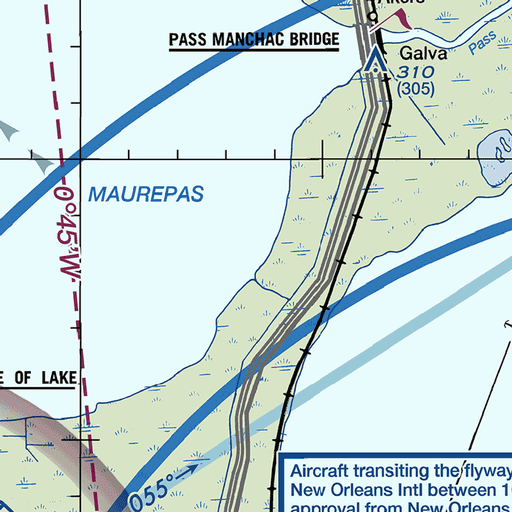 Akers
PASS MANCHAC BRIDGE
Galva
Pass
310
(305)
MAUREPAS
0°45'W
E OF LAKE
055°
Aircraft transiting the flyway
New Orleans Intl between 1
approval from New Orleans